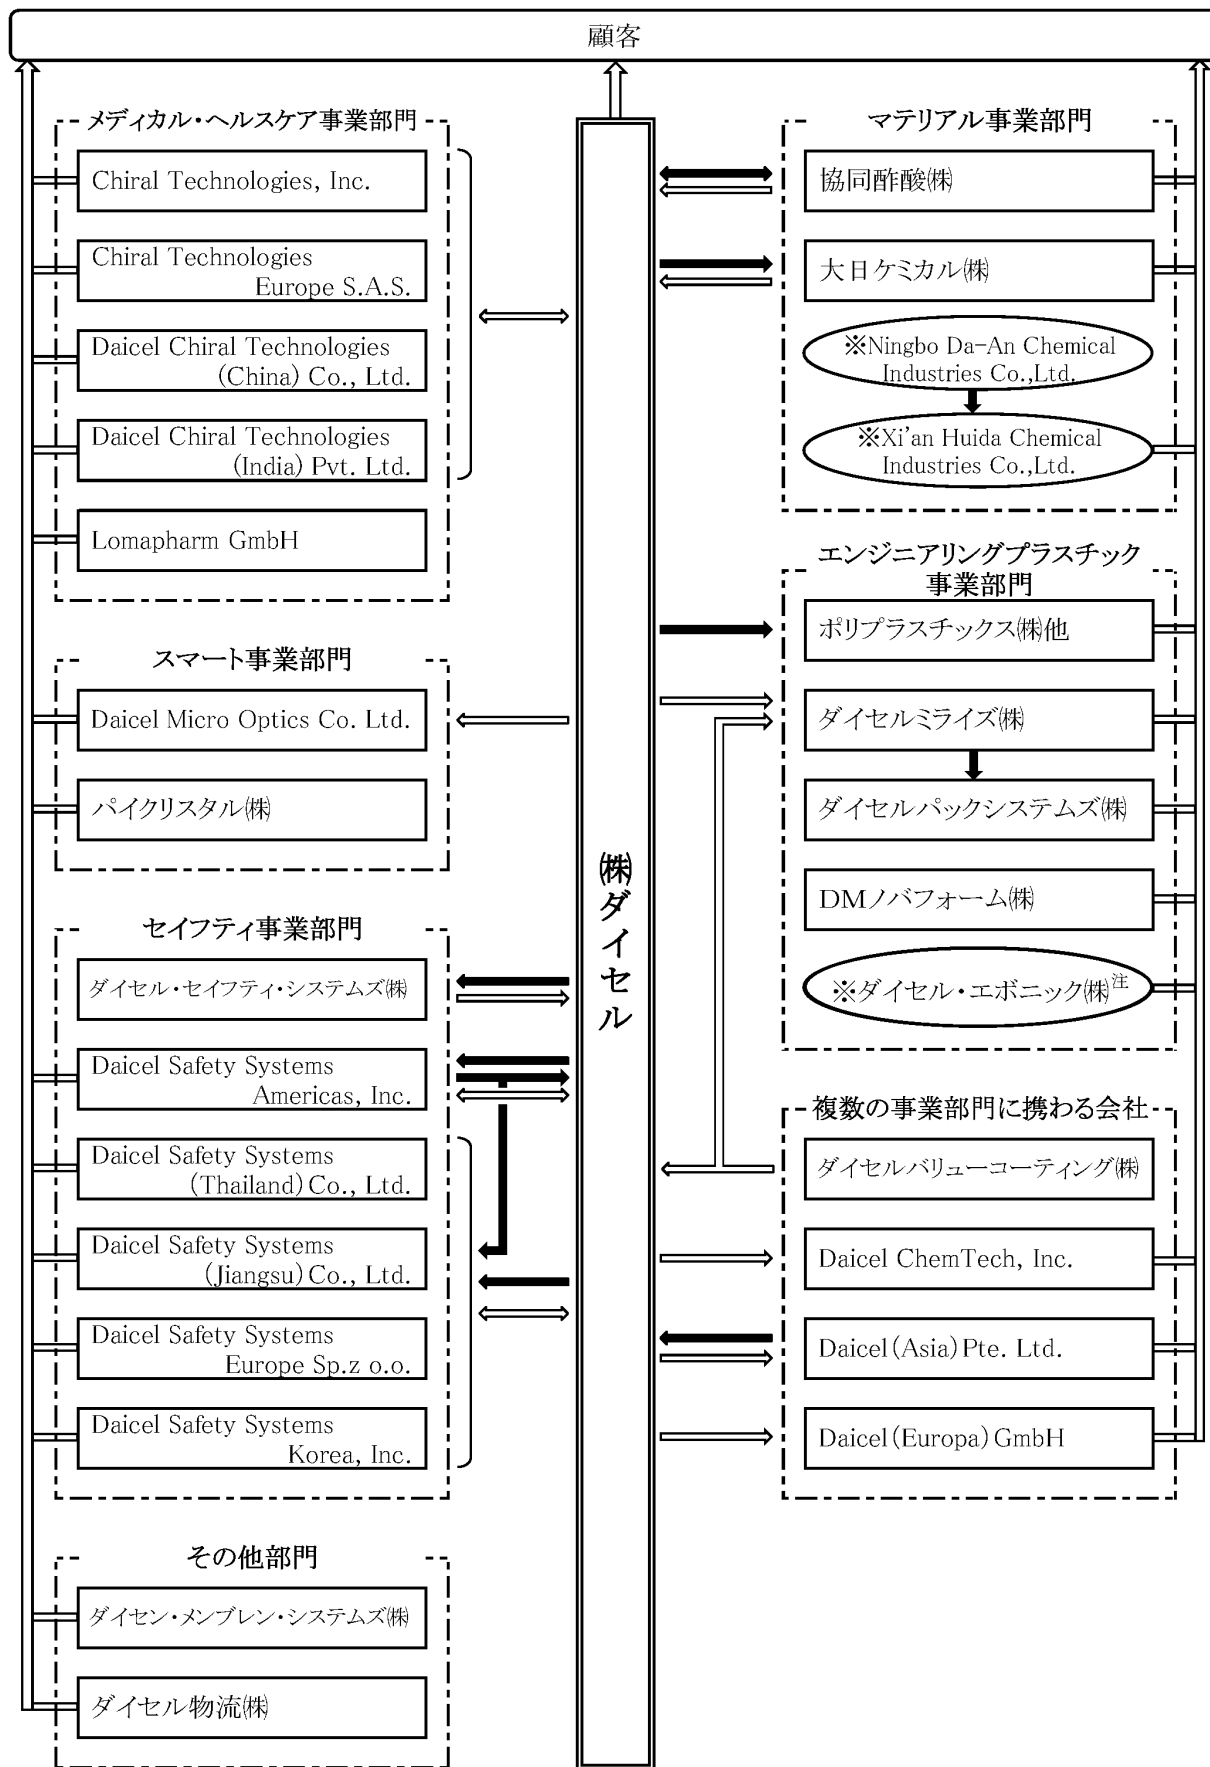 顧客
メディカル・ヘルスケア事業部門
Chiral Technologies, Inc.
Chiral Technologies
Europe S.A.S.
Daicel Chiral Technologies
(China) Co., Ltd.
Daicel Chiral Technologies
(India) Pvt. Ltd.
Lomapharm GmbH
スマート事業部門
Daicel Micro Optics Co. Ltd.
パイクリスタル㈱
セイフティ事業部門
ダイセル・セイフティ・システムズ㈱
Daicel Safety Systems
Americas, Inc.
Daicel Safety Systems
(Thailand) Co., Ltd.
Daicel Safety Systems
(Jiangsu) Co., Ltd.
Daicel Safety Systems
Europe Sp.z o.o.
Daicel Safety Systems
Korea, Inc.
その他部門
ダイセン・メンブレン・システムズ㈱
ダイセル物流㈱
㈱ダイセル
マテリアル事業部門
協同酢酸㈱
大日ケミカル㈱
※Ningbo Da-An Chemical
Industries Co.,Ltd.
※Xi'an Huida Chemical
Industries Co.,Ltd.
エンジニアリングプラスチック
事業部門
ポリプラスチックス㈱他
ダイセルミライズ㈱
ダイセルパックシステムズ㈱
DMノバフォーム㈱
※ダイセル・エボニック㈱注
複数の事業部門に携わる会社
ダイセルバリューコーティング㈱
Daicel ChemTech, Inc.
Daicel (Asia) Pte. Ltd.
Daicel (Europa) GmbH